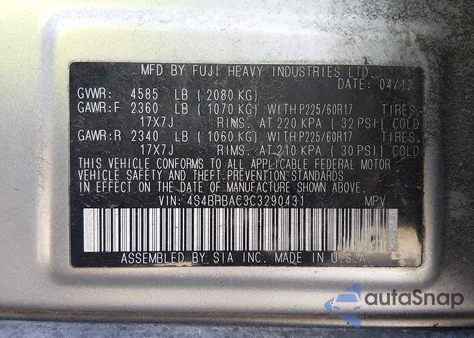 MFD BY FUJI HEAVY INDUSTRIES LTD.
DATE 04/12
GVWR: 4585 LB (2080 KG)
GAWR:F 2360 LB (1070 KG) WITH P225/60R17 TIRES.
17X7J RIMS. AT 220 KPA (32 PSI) COLD
GAWR:R 2340 LB (1060 KG) WITH P225/60R17 TIRES.
17X7J RIMS. AT 210 KPA (30 PSI) COLD
THIS VEHICLE CONFORMS TO ALL APPLICABLE FEDERAL MOTOR
VEHICLE SAFETY AND THEFT PREVENTION STANDARDS
IN EFFECT ON THE DATE OF MANUFACTURE SHOWN ABOVE.
VIN: 4S4BRBAC3C3290431 MPV
ASSEMBLED BY SIA INC. MADE IN U.S.A.
autoSnap